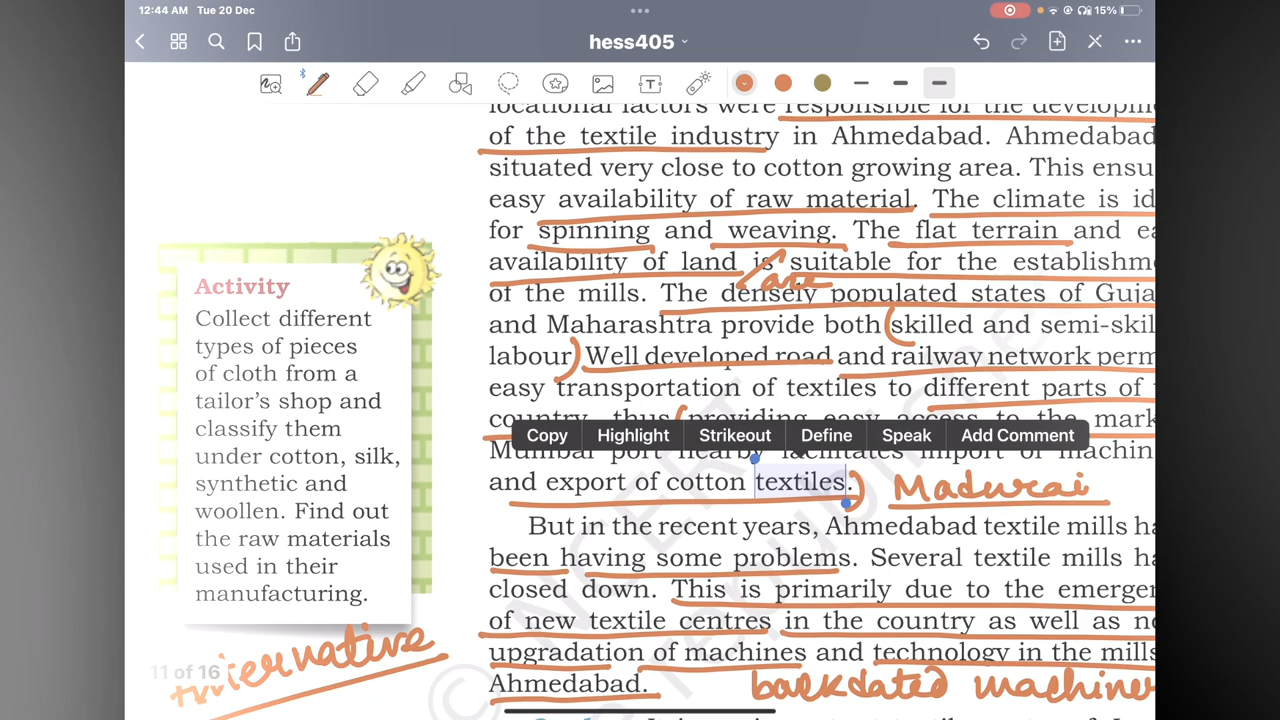 12:44 AM Tue 20 Dec
15%
hess405
locational factors were responsible for the developm
of the textile industry in Ahmedabad. Ahmedabad
situated very close to cotton growing area. This ensu
easy availability of raw material. The climate is id
for spinning and weaving. The flat terrain and ea
availability of land is suitable for the establishm
are
of the mills. The densely populated states of Guja
and Maharashtra provide both (skilled and semi-skil
labour) Well developed road and railway network perm
easy transportation of textiles to different parts of
country, thus (providing easy access to the mark
Copy Highlight Strikeout Define Speak Add Comment
Mumbai port nearby facilitates import of machin
and export of cotton textiles.) Madurai
But in the recent years, Ahmedabad textile mills ha
been having some problems. Several textile mills ha
closed down. This is primarily due to the emergen
of new textile centres in the country as well as no
upgradation of machines and technology in the mills
Ahmedabad. backdated machiner
Activity
Collect different
types of pieces
of cloth from a
tailor's shop and
classify them
under cotton, silk,
synthetic and
woollen. Find out
the raw materials
used in their
manufacturing.
11 of 16
© NCERT
republished